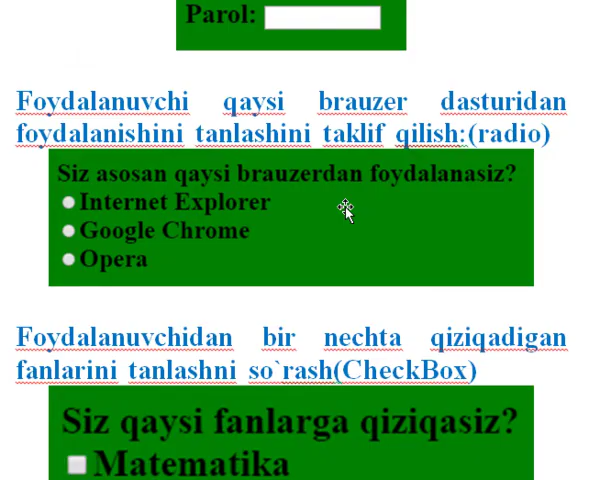 Parol:
Foydalanuvchi qaysi brauzer dasturidan
foydalanishini tanlashini taklif qilish:(radio)
Siz asosan qaysi brauzerdan foydalanasiz?
Internet Explorer
Google Chrome
Opera
Foydalanuvchidan bir nechta qiziqadigan
fanlarini tanlashni so`rash(CheckBox)
Siz qaysi fanlarga qiziqasiz?
Matematika